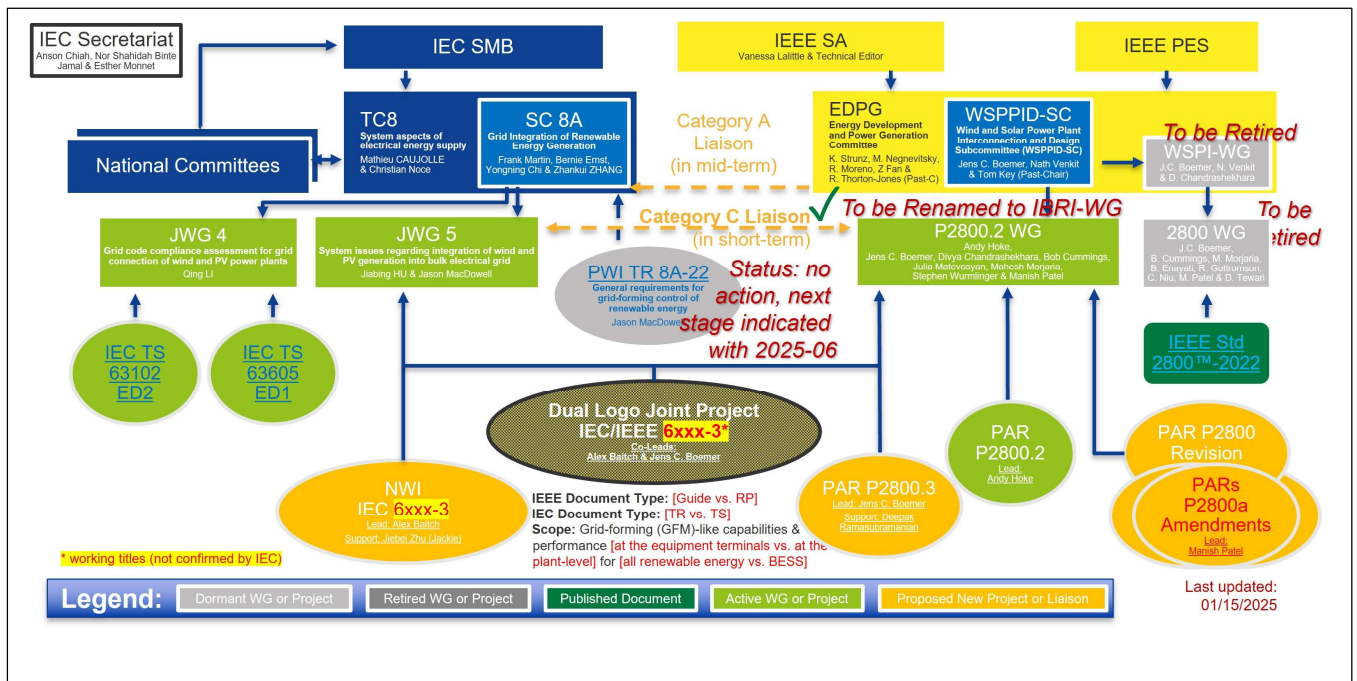 IEC Secretariat
Anson Chiah, Nor Shahidah Binte
Jamal & Esther Monnet
IEC SMB
IEEE SA
Vanessa Lalitte & Technical Editor
IEEE PES
National Committees
TC8
System aspects of
electrical energy supply
Mathieu CAUJOLLE
& Christian Noce
SC 8A
Grid Integration of Renewable
Energy Generation
Frank Martin, Bernie Ernst,
Yongning Chi & Zhankui ZHANG
Category A
Liaison
(in mid-term)
EDPG
Energy Development
and Power Generation
Committee
K. Strunz, M. Negnevitsky,
R. Moreno, Z Fan &
R. Thorton-Jones (Past-C)
WSPPID-SC
Wind and Solar Power Plant
Interconnection and Design
Subcommittee (WSPPID-SC)
Jens C. Boemer, Nath Venkit
& Tom Key (Past-Chair)
To be Retired
WSPI-WG
J.C. Boemer, N. Venkit
& D. Chandrashekhara
JWG 4
Grid code compliance assessment for grid
connection of wind and PV power plants
Qing LI
JWG 5
System issues regarding integration of wind and
PV generation into bulk electrical grid
Jiabing HU & Jason MacDowell
Category C Liaison
(in short-term)
To be Renamed to IBRI-WG
P2800.2 WG
Andy Hoke,
Jens C. Boemer, Divya Chandrashekhara, Bob Cummings,
Julia Matevosyan, Mahesh Morjaria,
Stephen Wurmlinger & Manish Patel
To be
etired
2800 WG
J.C. Boemer,
B. Cummings, M. Morjaria,
B. Enayati, R. Guttromson,
C. Niu, M. Patel & D. Tewari
PWI TR 8A-22
General requirements for
grid-forming control of
renewable energy
Jason MacDowell
Status: no
action, next
stage indicated
with 2025-06
IEC TS
63102
ED2
IEC TS
63605
ED1
IEEE Std
2800™-2022
Dual Logo Joint Project
IEC/IEEE 6xxx-3*
Co-Leads:
Alex Baitch & Jens C. Boemer
NWI
IEC 6xxx-3
Lead: Alex Baitch
Support: Jiebei Zhu (Jackie)
IEEE Document Type: [Guide vs. RP]
IEC Document Type: [TR vs. TS]
Scope: Grid-forming (GFM)-like capabilities &
performance [at the equipment terminals vs. at the
plant-level] for [all renewable energy vs. BESS]
PAR P2800.3
Lead: Jens C. Boemer
Support: Deepak
Ramasubramanian
PAR
P2800.2
Lead:
Andy Hoke
PAR P2800
Revision
PARs
P2800a
Amendments
Lead:
Manish Patel
* working titles (not confirmed by IEC)
Legend:
Dormant WG or Project
Retired WG or Project
Published Document
Active WG or Project
Proposed New Project or Liaison
Last updated:
01/15/2025